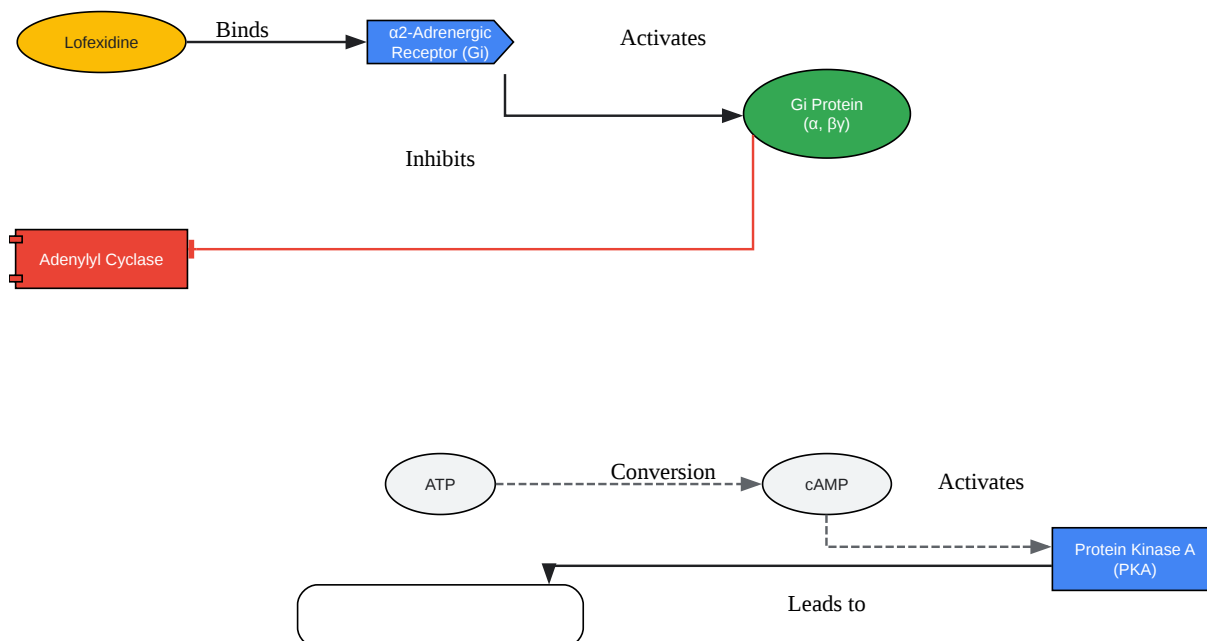 Lofexidine
Binds
α2-Adrenergic
Receptor (Gi)
Activates
Gi Protein
(α, βγ)
Inhibits
Adenylyl Cyclase
ATP
Conversion
cAMP
Activates
Protein Kinase A
(PKA)
Leads to